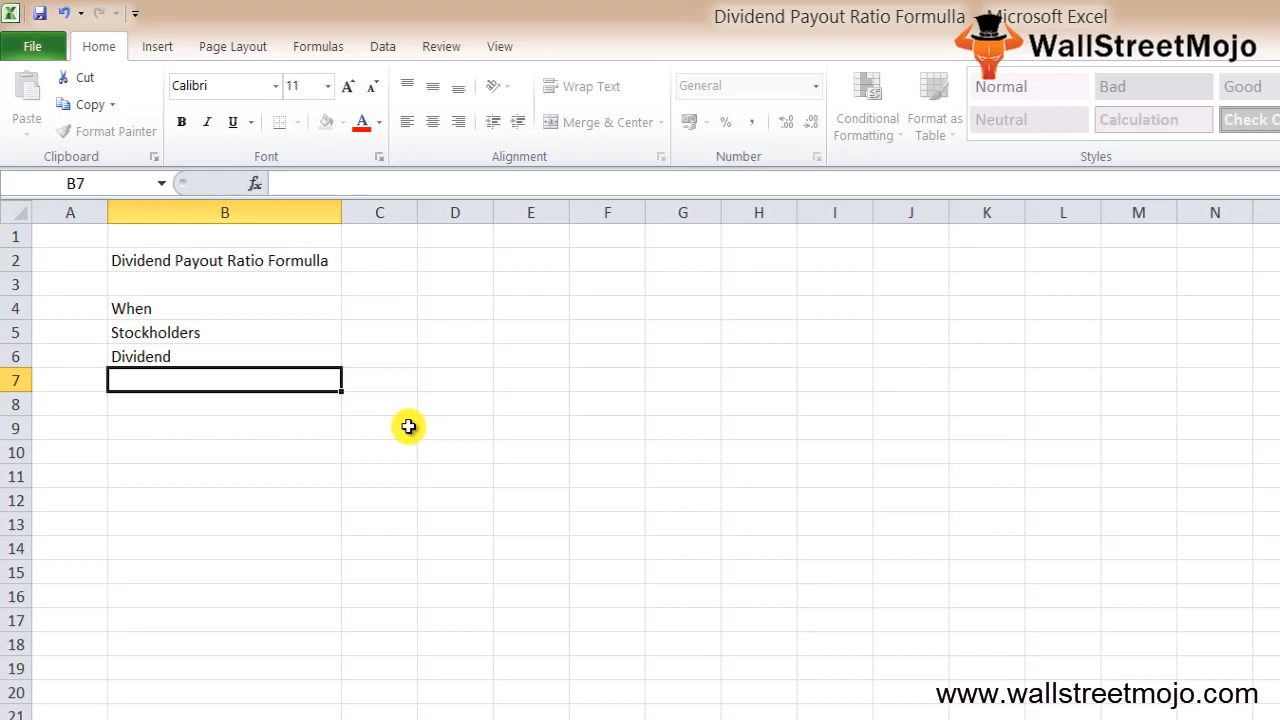 Dividend Payout Ratio Formulla - Microsoft Excel
WallStreetMojo
File Home Insert Page Layout Formulas Data Review View
Paste
Cut
Copy
Format Painter
Clipboard
Calibri 11
B I U
Font
Wrap Text
Merge & Center
Alignment
General
%
Number
Conditional Formatting
Format as Table
Normal Bad Good
Neutral Calculation Check C
Styles
B7 fx
A B C D E F G H I J K L M N
1
2 Dividend Payout Ratio Formulla
3
4 When
5 Stockholders
6 Dividend
7
8
9
10
11
12
13
14
15
16
17
18
19
20
21
www.wallstreetmojo.com